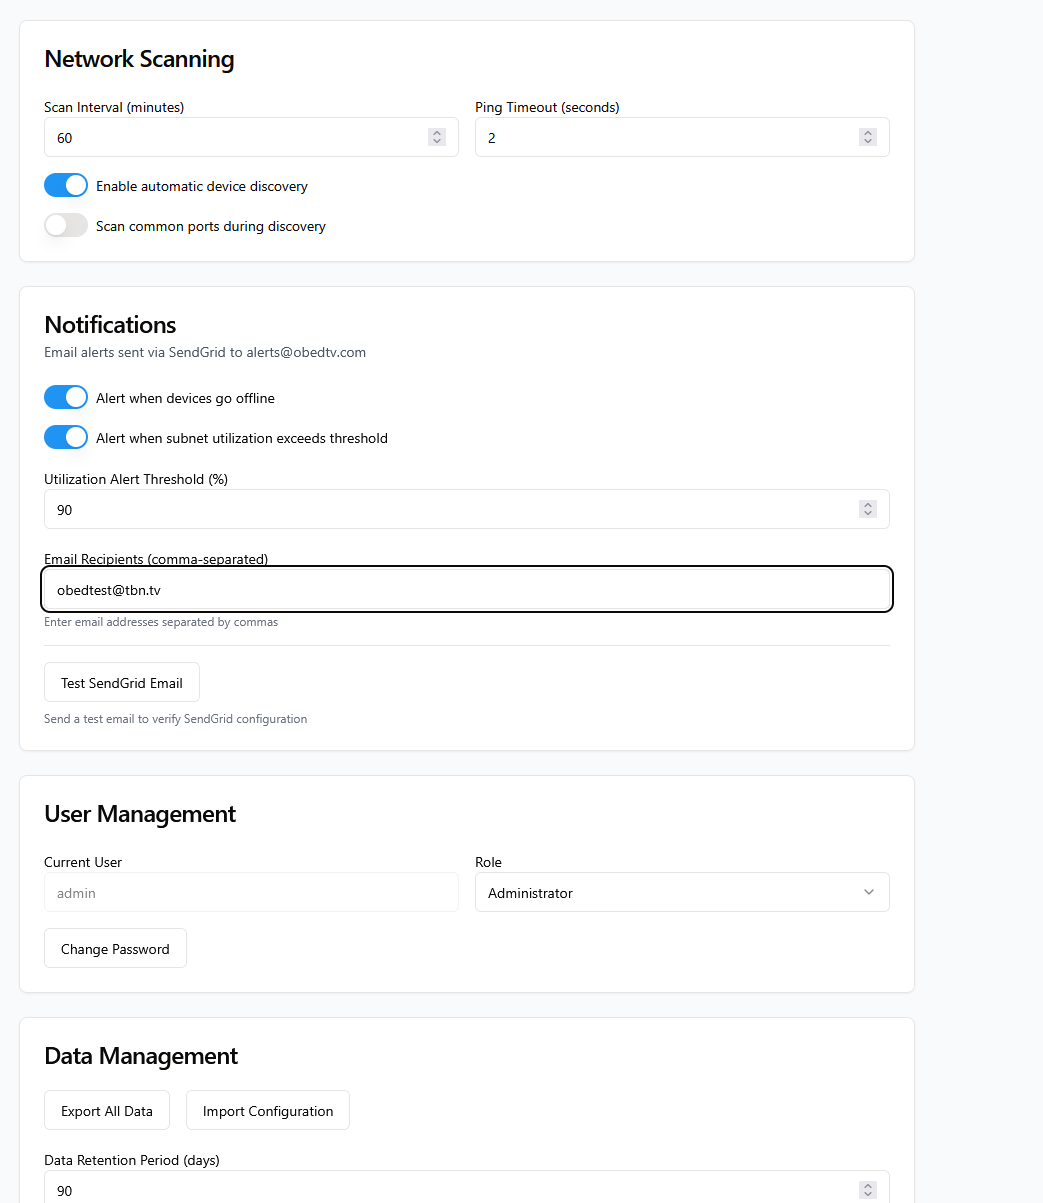 Network Scanning
Scan Interval (minutes) Ping Timeout (seconds)
60 2
Enable automatic device discovery
Scan common ports during discovery
Notifications
Email alerts sent via SendGrid to alerts@obedtv.com
Alert when devices go offline
Alert when subnet utilization exceeds threshold
Utilization Alert Threshold (%)
90
Email Recipients (comma-separated)
obedtest@tbn.tv
Enter email addresses separated by commas
Test SendGrid Email
Send a test email to verify SendGrid configuration
User Management
Current User Role
admin Administrator
Change Password
Data Management
Export All Data Import Configuration
Data Retention Period (days)
90